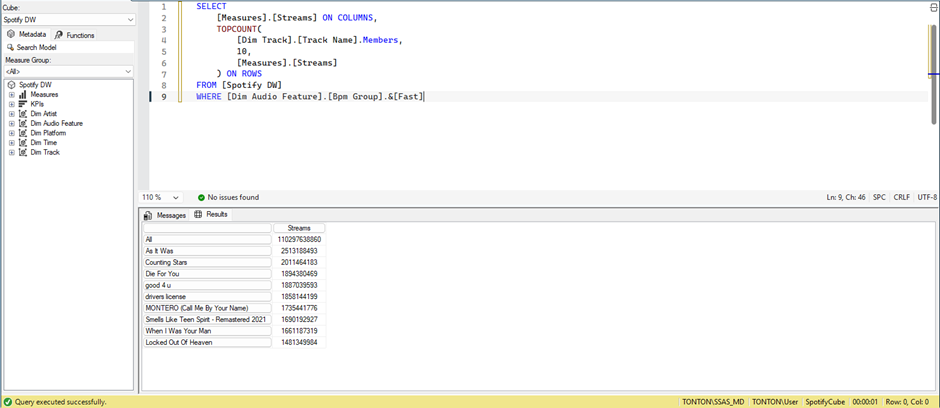 Cube:
Spotify DW
Metadata Functions
Search Model
Measure Group:
<All>
Spotify DW
Measures
KPIs
Dim Artist
Dim Audio Feature
Dim Platform
Dim Time
Dim Track
1 SELECT
2 [Measures].[Streams] ON COLUMNS,
3 TOPCOUNT(
4 [Dim Track].[Track Name].Members,
5 10,
6 [Measures].[Streams]
7 ) ON ROWS
8 FROM [Spotify DW]
9 WHERE [Dim Audio Feature].[Bpm Group].&[Fast]
110 % No issues found Ln: 9, Ch: 46 SPC CRLF UTF-8
Messages Results
Streams
All 110297638860
As It Was 2513188493
Counting Stars 2011464183
Die For You 1894380469
good 4 u 1887039593
drivers license 1858144199
MONTERO (Call Me By Your Name) 1735441776
Smells Like Teen Spirit - Remastered 2021 1690192927
When I Was Your Man 1661187319
Locked Out Of Heaven 1481349984
Query executed successfully. TONTON\SSAS_MD TONTON\User SpotifyCube 00:00:01 Row: 0, Col: 0